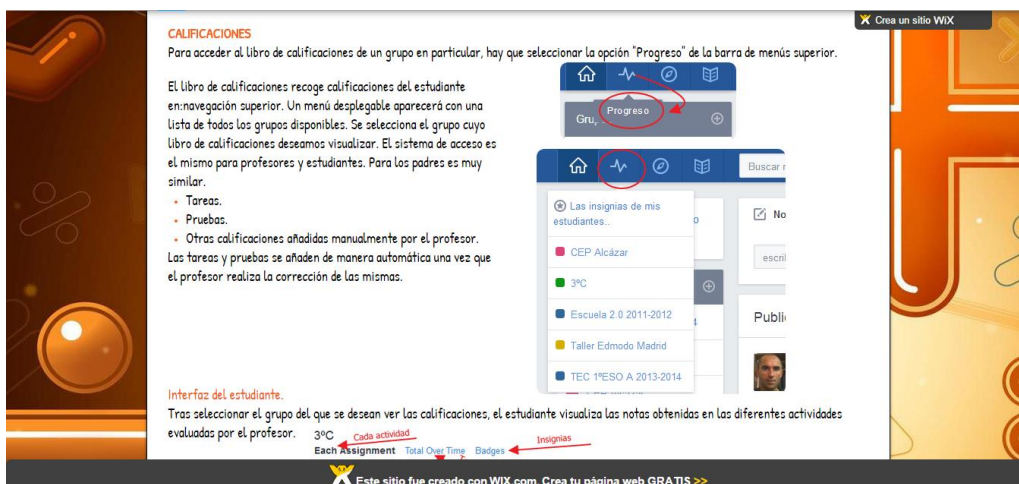 Crea un sitio WiX
CALIFICACIONES
Para acceder al libro de calificaciones de un grupo en particular, hay que seleccionar la opción "Progreso" de la barra de menús superior.
El libro de calificaciones recoge calificaciones del estudiante
en:navegación superior. Un menú desplegable aparecerá con una
lista de todos los grupos disponibles. Se selecciona el grupo cuyo
libro de calificaciones deseamos visualizar. El sistema de acceso es
el mismo para profesores y estudiantes. Para los padres es muy
similar.
• Tareas.
• Pruebas.
• Otras calificaciones añadidas manualmente por el profesor.
Las tareas y pruebas se añaden de manera automática una vez que
el profesor realiza la corrección de las mismas.
Progreso
Gru
Buscar
Las insignias de mis
estudiantes..
CEP Alcázar
3ºC
Escuela 2.0 2011-2012
Taller Edmodo Madrid
TEC 1ºESO A 2013-2014
No
escri
Publi
Interfaz del estudiante.
Tras seleccionar el grupo del que se desean ver las calificaciones, el estudiante visualiza las notas obtenidas en las diferentes actividades
evaluadas por el profesor.
3ºC
Cada actividad
Insignias
Each Assignment Total Over Time Badges
Este sitio fue creado con WIX.com. Crea tu página web GRATIS >>